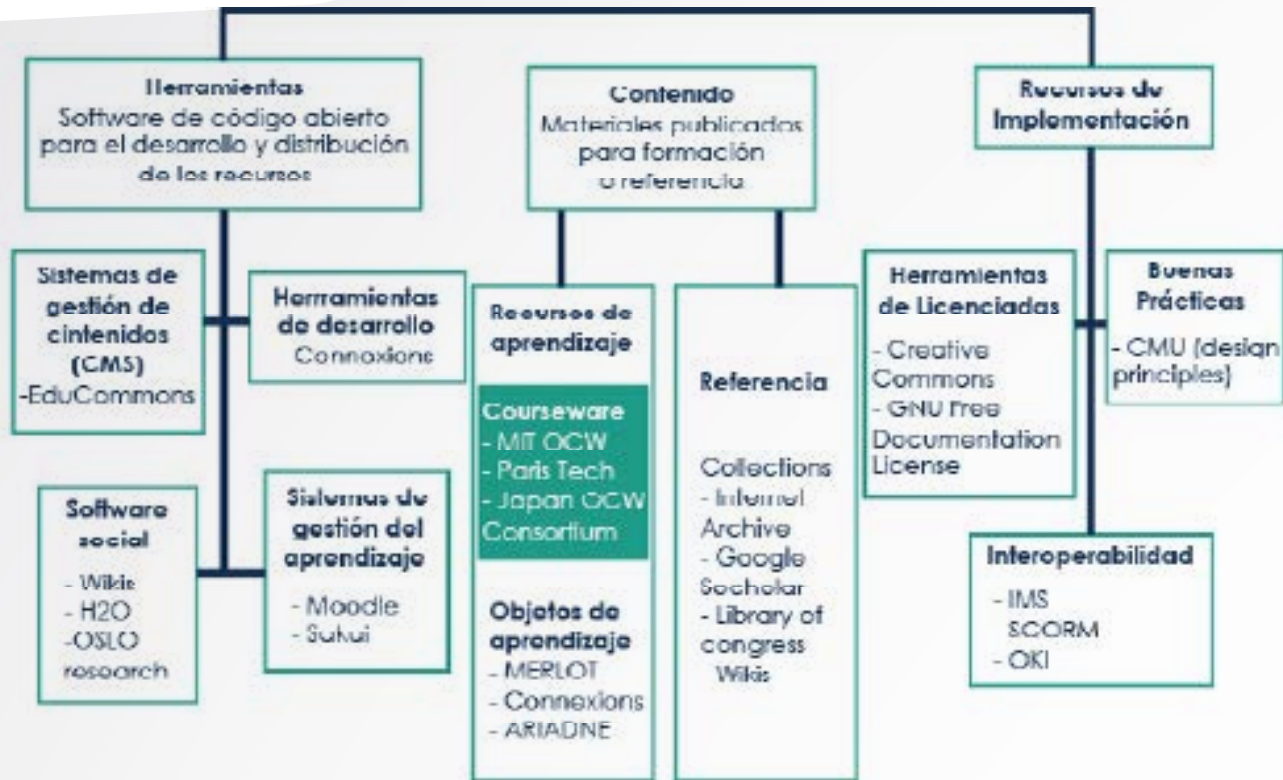 Herramientas
Software de código abierto
para el desarrollo y distribución
de los recursos
Contenido
Materiales publicados
para formación
o referencia
Recursos de
Implementación
Sistemas de
gestión de
cintenidos
(CMS)
-EduCommons
Herrramientas
de desarrollo
Connexions
Software
social
- Wikis
- H2O
-OSLO
research
Sistemas de
gestión del
aprendizaje
- Moodle
- Sakai
Recursos de
aprendizaje
Courseware
- MIT OCW
- Paris Tech
- Japan OCW
Consortium
Objetos de
aprendizaje
- MERLOT
- Connexions
- ARIADNE
Referencia
Collections
- Internet
Archive
- Google
Socholar
- Library of
congress
Wikis
Herramientas
de Licenciadas
- Creative
Commons
- GNU Free
Documentation
License
Buenas
Prácticas
- CMU (design
principles)
Interoperabilidad
- IMS
SCORM
- OKI